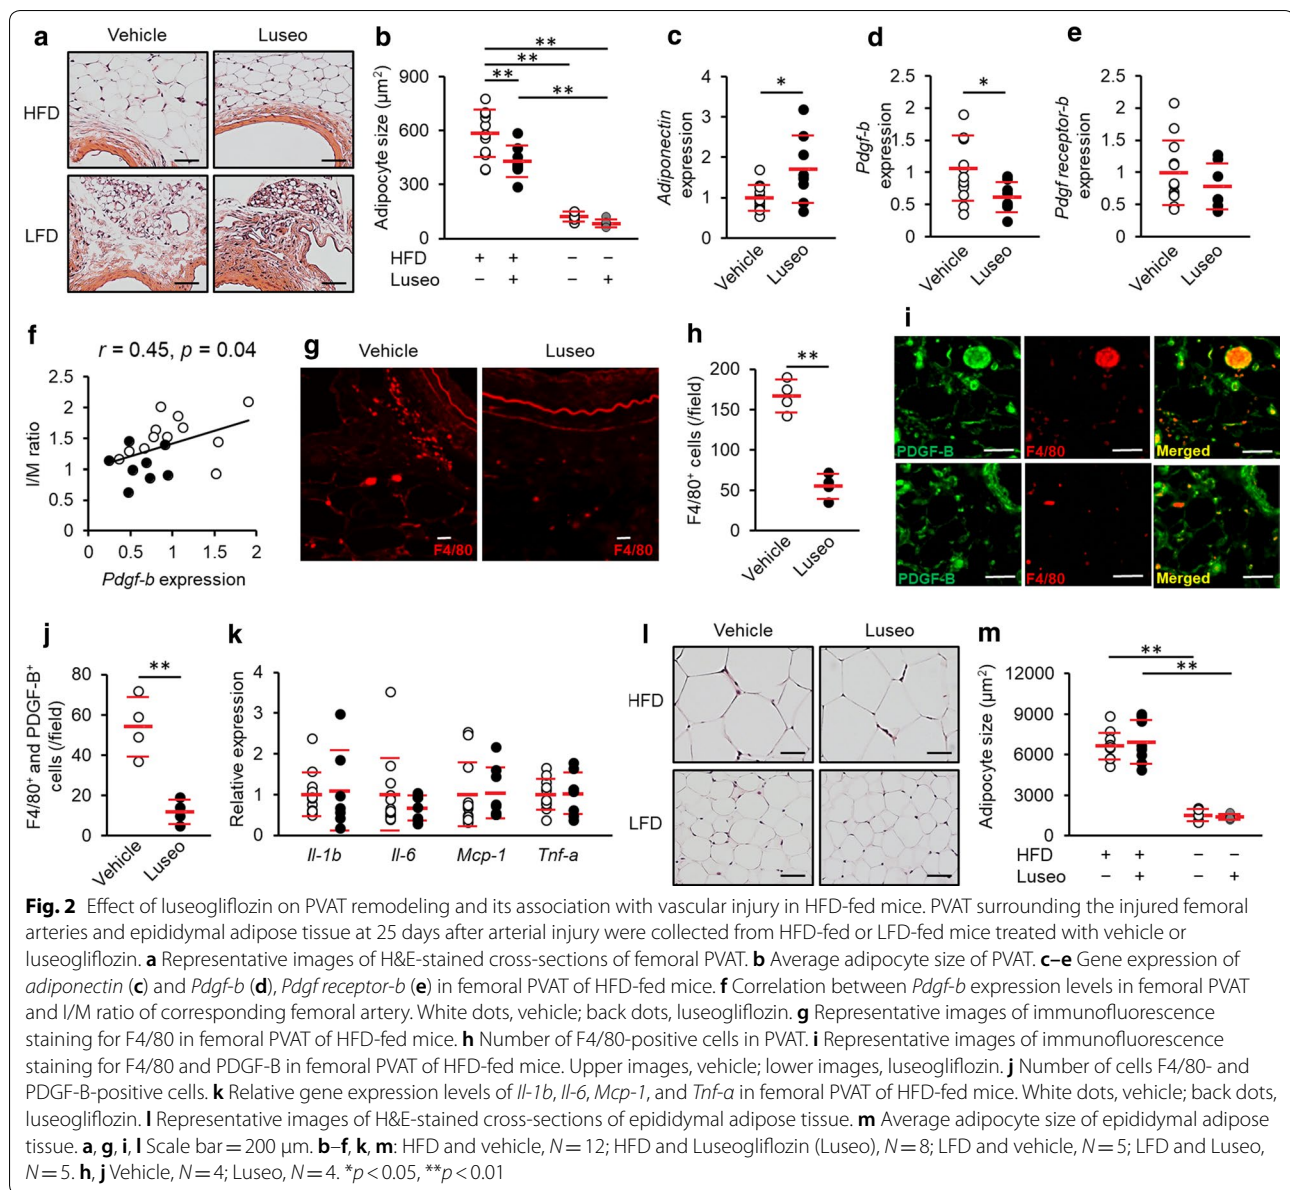 a
Vehicle
Luseo
HFD
LFD
b
**
**
**
**
Adipocyte size (µm²)
900
600
300
0
HFD + + – –
Luseo – + – +
c
*
Adiponectin
expression
4
3
2
1
0
Vehicle
Luseo
d
*
Pdgf-b
expression
2.5
2
1.5
1
0.5
0
Vehicle
Luseo
e
Pdgf receptor-b
expression
2.5
2
1.5
1
0.5
0
Vehicle
Luseo
f
r = 0.45, p = 0.04
I/M ratio
2.5
2
1.5
1
0.5
0
0 0.5 1 1.5 2
Pdgf-b expression
g
Vehicle
Luseo
F4/80
F4/80
h
**
F4/80⁺ cells (/field)
200
150
100
50
0
Vehicle
Luseo
i
PDGF-B
F4/80
Merged
PDGF-B
F4/80
Merged
j
**
F4/80⁺ and PDGF-B⁺
cells (/field)
80
60
40
20
0
Vehicle
Luseo
k
Relative expression
4
3
2
1
0
Il-1b Il-6 Mcp-1 Tnf-a
l
Vehicle
Luseo
HFD
LFD
m
**
**
Adipocyte size (µm²)
12000
9000
6000
3000
0
HFD + + – –
Luseo – + – +
Fig. 2 Effect of luseogliflozin on PVAT remodeling and its association with vascular injury in HFD-fed mice. PVAT surrounding the injured femoral
arteries and epididymal adipose tissue at 25 days after arterial injury were collected from HFD-fed or LFD-fed mice treated with vehicle or
luseogliflozin. a Representative images of H&E-stained cross-sections of femoral PVAT. b Average adipocyte size of PVAT. c–e Gene expression of
adiponectin (c) and Pdgf-b (d), Pdgf receptor-b (e) in femoral PVAT of HFD-fed mice. f Correlation between Pdgf-b expression levels in femoral PVAT
and I/M ratio of corresponding femoral artery. White dots, vehicle; back dots, luseogliflozin. g Representative images of immunofluorescence
staining for F4/80 in femoral PVAT of HFD-fed mice. h Number of F4/80-positive cells in PVAT. i Representative images of immunofluorescence
staining for F4/80 and PDGF-B in femoral PVAT of HFD-fed mice. Upper images, vehicle; lower images, luseogliflozin. j Number of cells F4/80- and
PDGF-B-positive cells. k Relative gene expression levels of Il-1b, Il-6, Mcp-1, and Tnf-α in femoral PVAT of HFD-fed mice. White dots, vehicle; back dots,
luseogliflozin. l Representative images of H&E-stained cross-sections of epididymal adipose tissue. m Average adipocyte size of epididymal adipose
tissue. a, g, i, l Scale bar = 200 µm. b–f, k, m: HFD and vehicle, N = 12; HFD and Luseogliflozin (Luseo), N = 8; LFD and vehicle, N = 5; LFD and Luseo,
N = 5. h, j Vehicle, N = 4; Luseo, N = 4. *p < 0.05, **p < 0.01